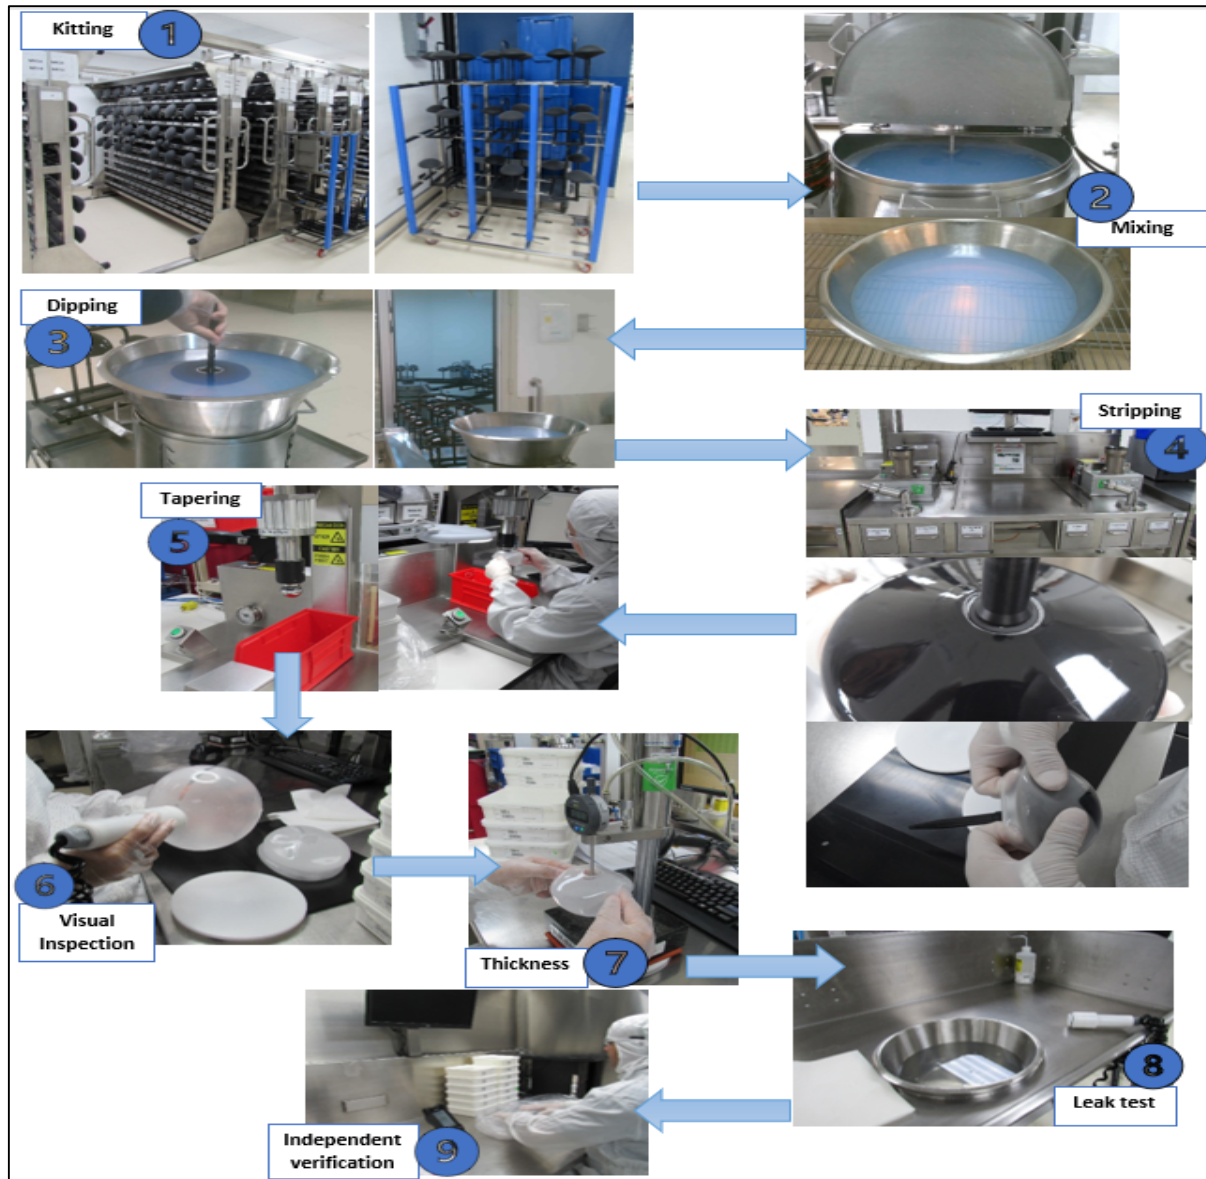 Kitting
1
2
Mixing
Dipping
3
Stripping
4
Tapering
5
6
Visual
Inspection
Thickness
7
8
Leak test
Independent
verification
9